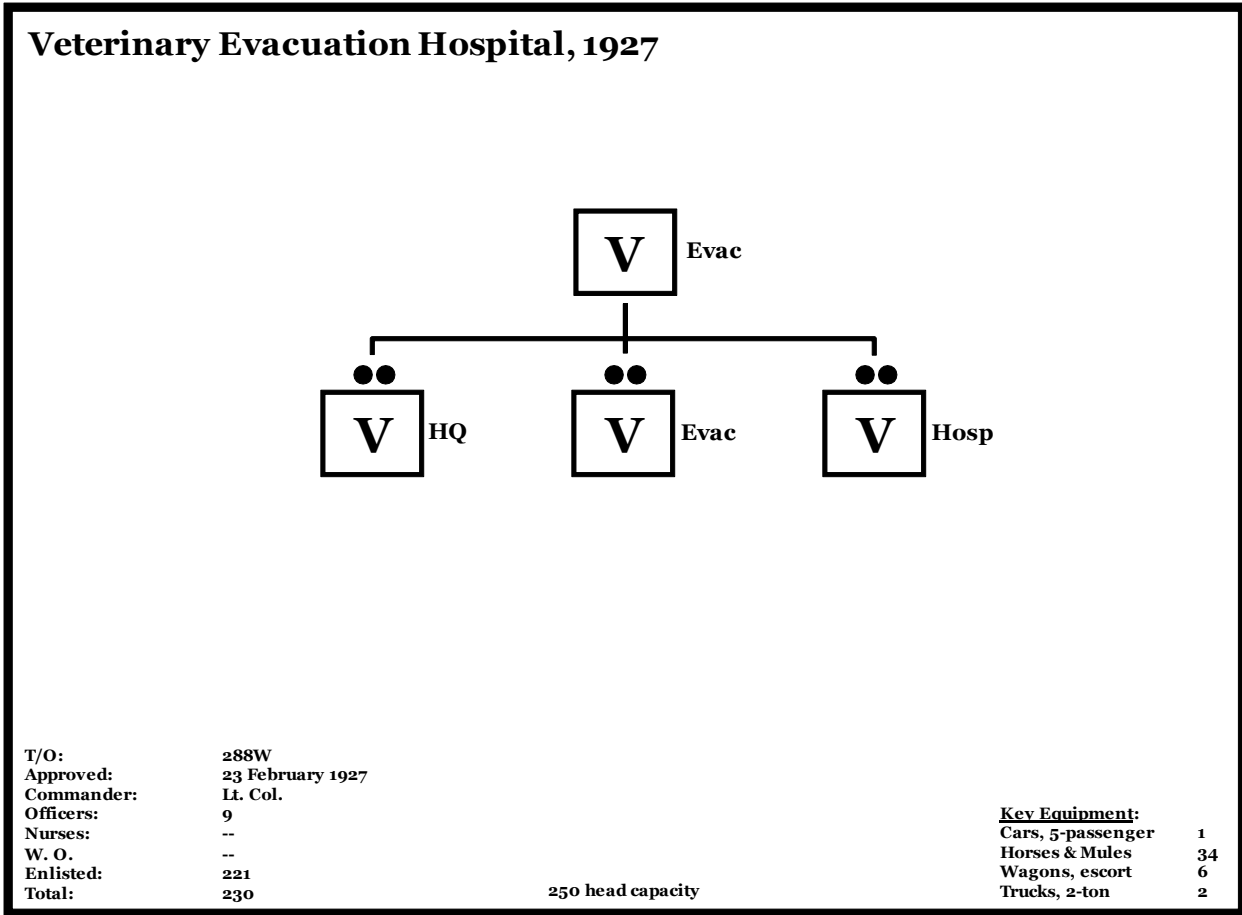 Veterinary Evacuation Hospital, 1927
V Evac
V HQ V Evac V Hosp
T/O: 288W
Approved: 23 February 1927
Commander: Lt. Col.
Officers: 9
Nurses: --
W. O. --
Enlisted: 221
Total: 230
250 head capacity
Key Equipment:
Cars, 5-passenger 1
Horses & Mules 34
Wagons, escort 6
Trucks, 2-ton 2